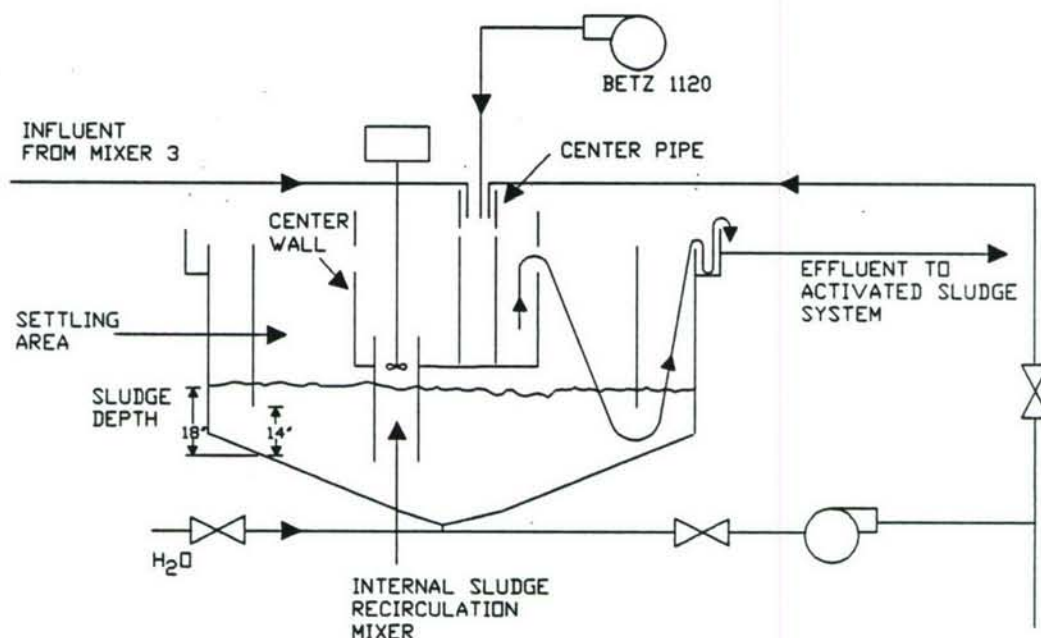 BETZ 1120
INFLUENT
FROM MIXER 3
CENTER PIPE
CENTER
WALL
EFFLUENT TO
ACTIVATED SLUDGE
SYSTEM
SETTLING
AREA
SLUDGE
DEPTH
18"
14"
H2O
INTERNAL SLUDGE
RECIRCULATION
MIXER